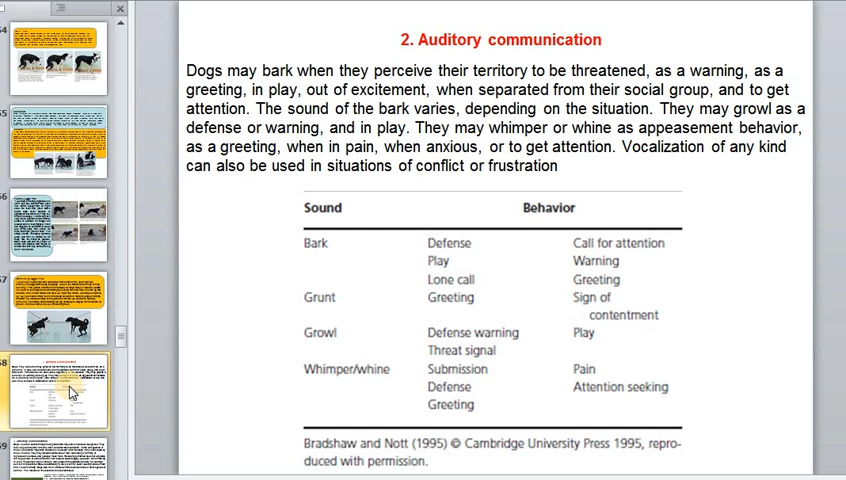 2. Auditory communication
Dogs may bark when they perceive their territory to be threatened, as a warning, as a
greeting, in play, out of excitement, when separated from their social group, and to get
attention. The sound of the bark varies, depending on the situation. They may growl as a
defense or warning, and in play. They may whimper or whine as appeasement behavior,
as a greeting, when in pain, when anxious, or to get attention. Vocalization of any kind
can also be used in situations of conflict or frustration
Sound Behavior
Bark Defense Call for attention
Play Warning
Lone call Greeting
Grunt Greeting Sign of
contentment
Growl Defense warning Play
Threat signal
Whimper/whine Submission Pain
Defense Attention seeking
Greeting
Bradshaw and Nott (1995) © Cambridge University Press 1995, repro-
duced with permission.